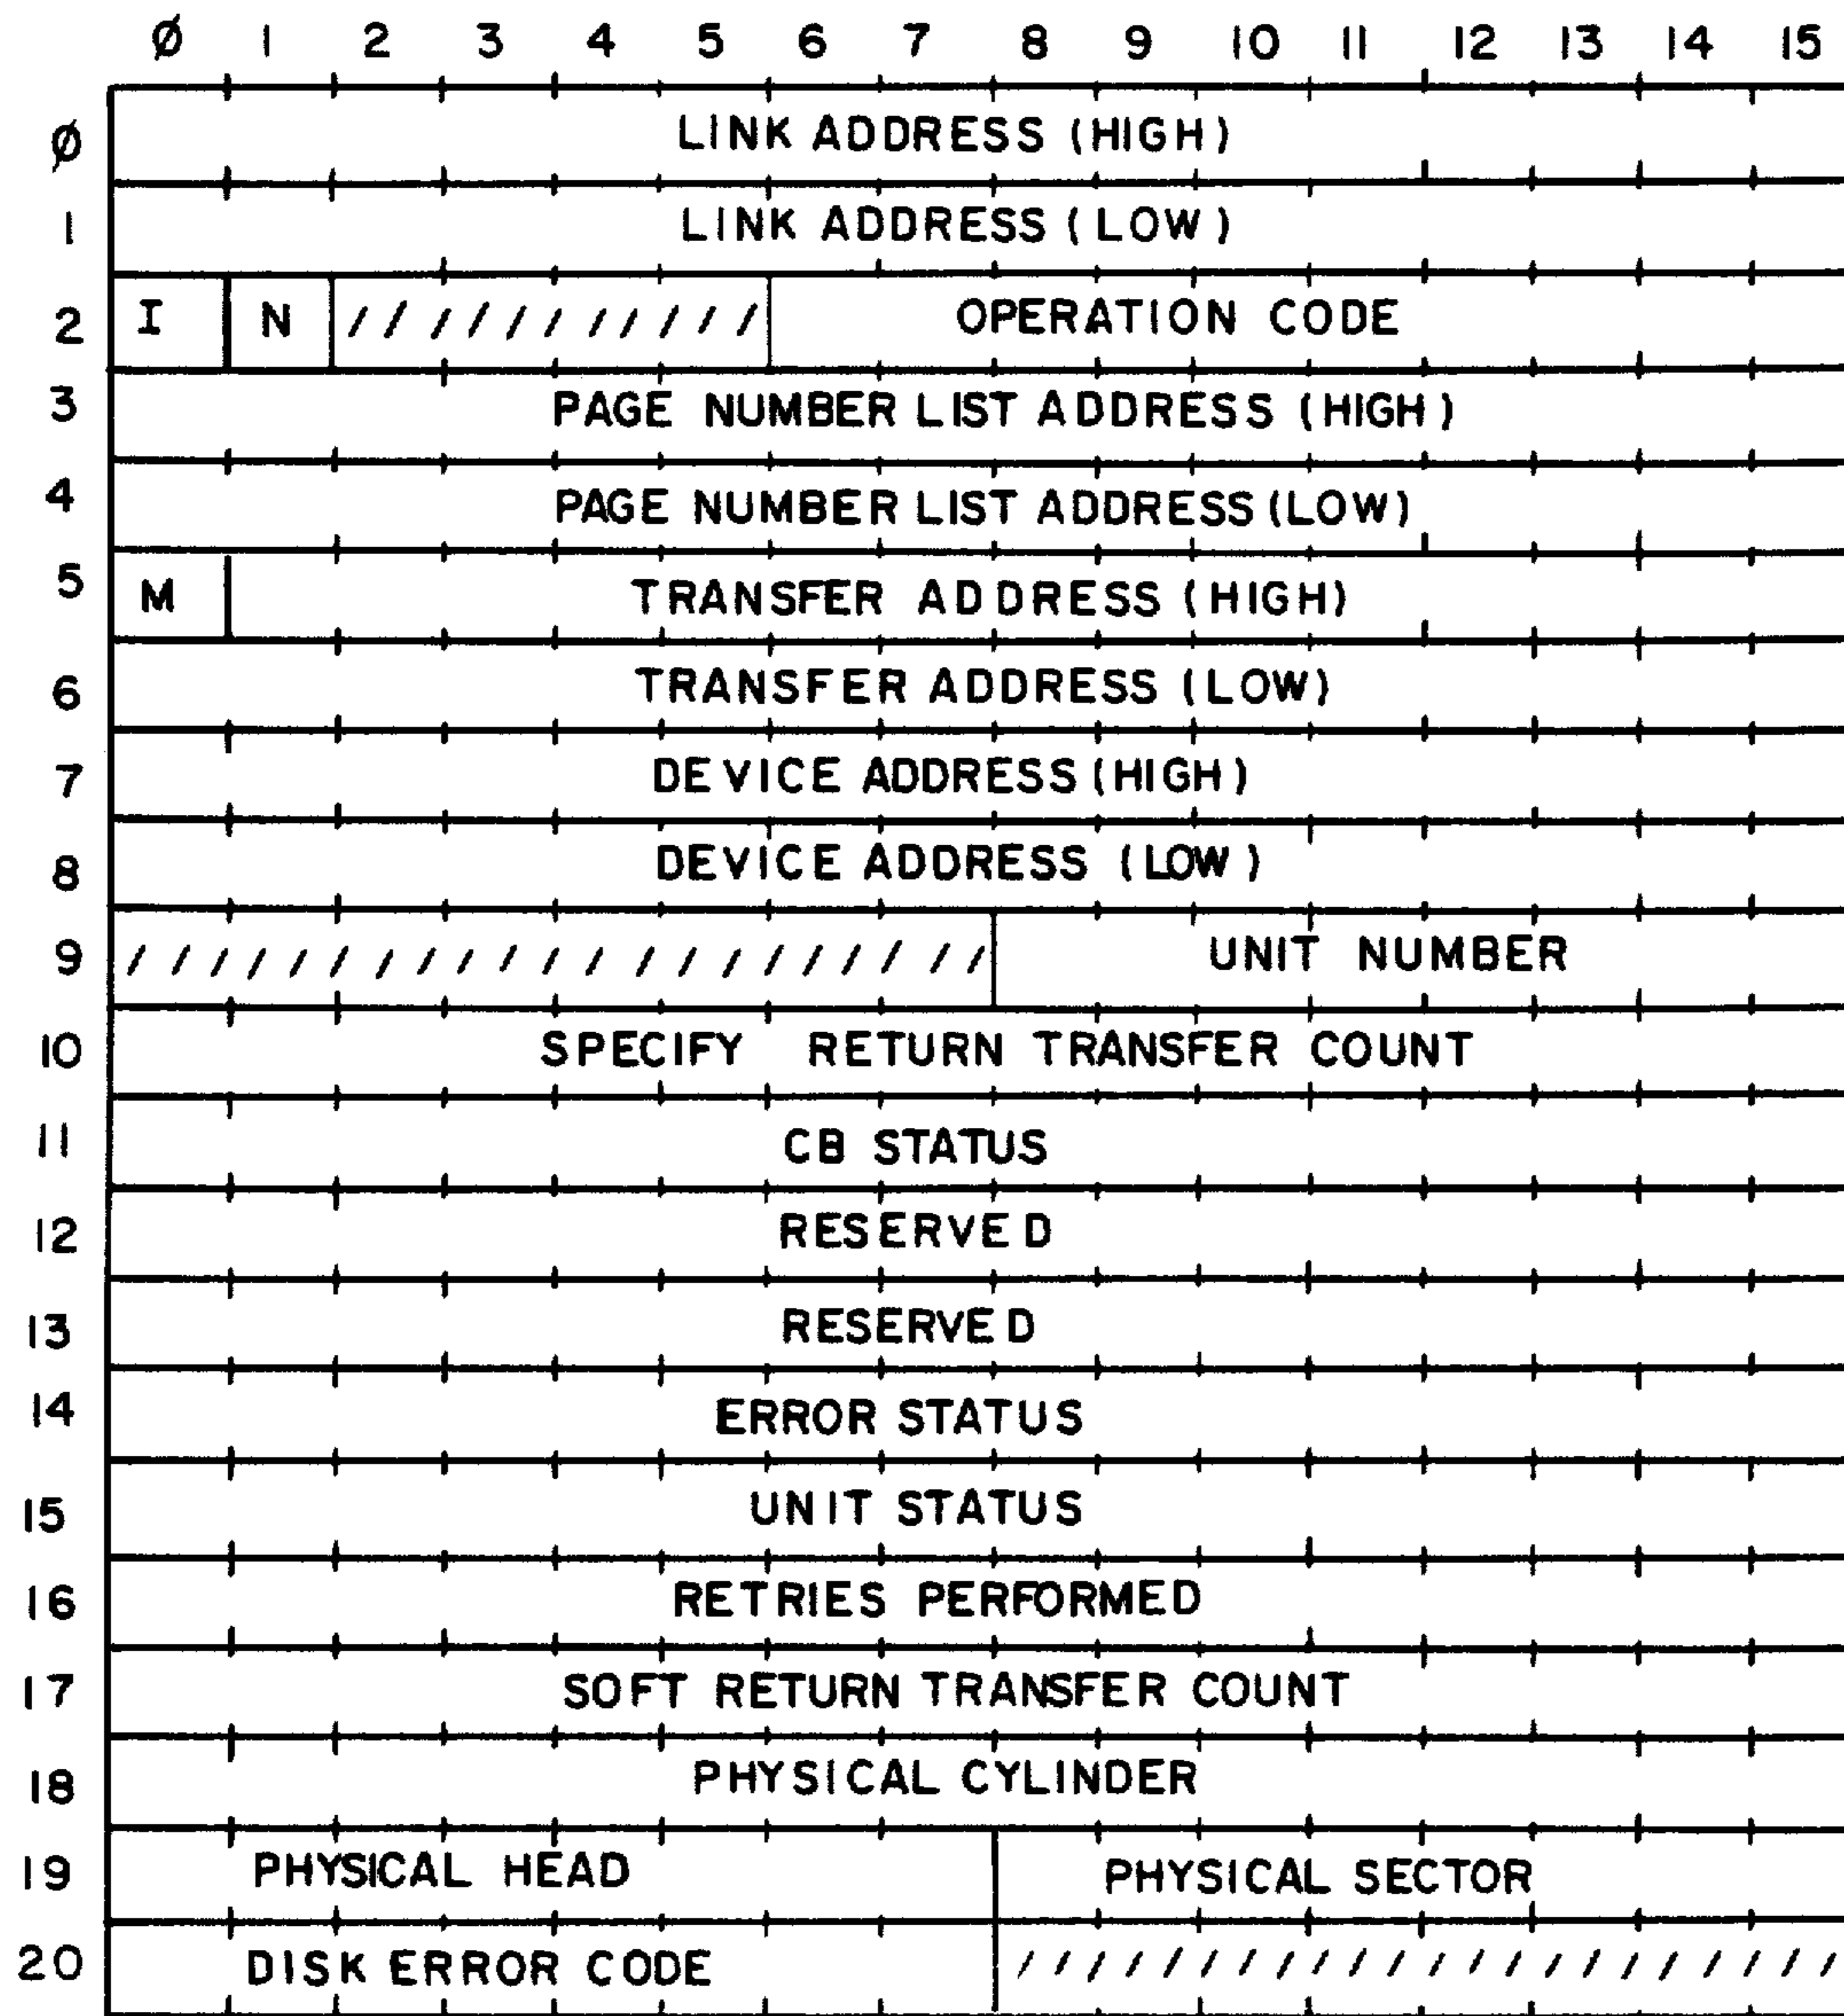 Ø 1 2 3 4 5 6 7 8 9 10 11 12 13 14 15
Ø LINK ADDRESS (HIGH)
1 LINK ADDRESS (LOW)
2 I N OPERATION CODE
3 PAGE NUMBER LIST ADDRESS (HIGH)
4 PAGE NUMBER LIST ADDRESS (LOW)
5 M TRANSFER ADDRESS (HIGH)
6 TRANSFER ADDRESS (LOW)
7 DEVICE ADDRESS (HIGH)
8 DEVICE ADDRESS (LOW)
9 UNIT NUMBER
10 SPECIFY RETURN TRANSFER COUNT
11 CB STATUS
12 RESERVED
13 RESERVED
14 ERROR STATUS
15 UNIT STATUS
16 RETRIES PERFORMED
17 SOFT RETURN TRANSFER COUNT
18 PHYSICAL CYLINDER
19 PHYSICAL HEAD PHYSICAL SECTOR
20 DISK ERROR CODE